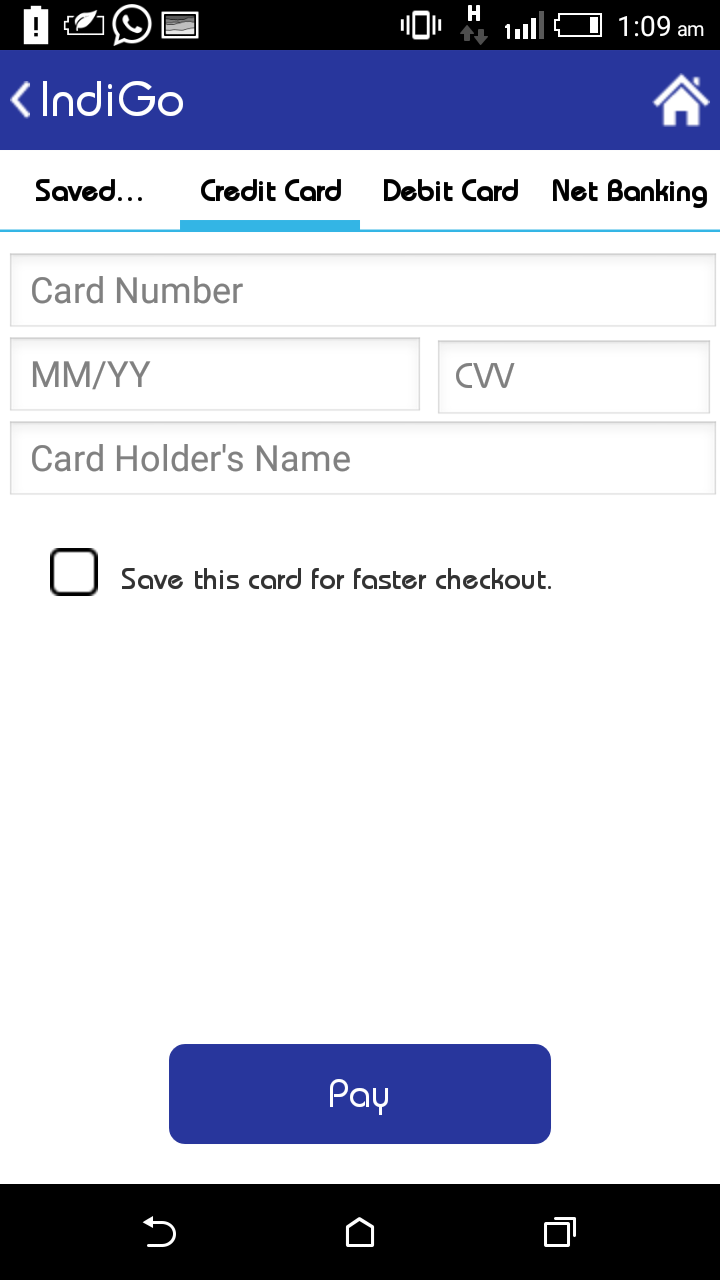 H
1:09 am
IndiGo
Saved... Credit Card Debit Card Net Banking
Card Number
MM/YY CVV
Card Holder's Name
Save this card for faster checkout.
Pay